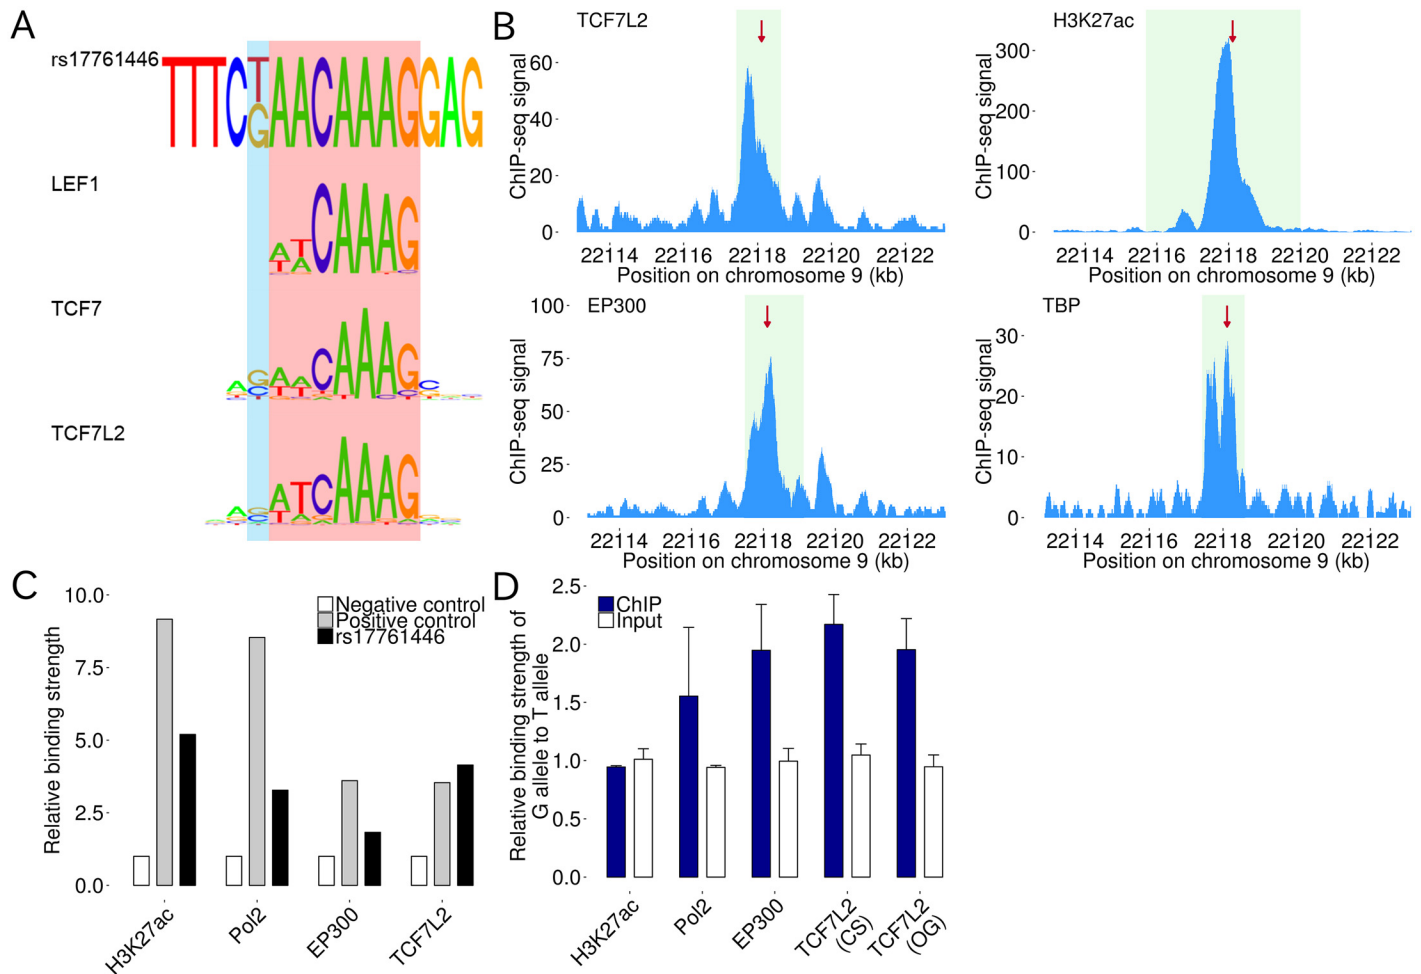 A
rs17761446
TTTCTAACAAAGGAG
G
LEF1
TCF7
TCF7L2
B
TCF7L2
ChIP-seq signal
60
40
20
0
22114 22116 22118 22120 22122
Position on chromosome 9 (kb)
H3K27ac
ChIP-seq signal
300
200
100
0
22114 22116 22118 22120 22122
Position on chromosome 9 (kb)
EP300
ChIP-seq signal
100
75
50
25
0
22114 22116 22118 22120 22122
Position on chromosome 9 (kb)
TBP
ChIP-seq signal
30
20
10
0
22114 22116 22118 22120 22122
Position on chromosome 9 (kb)
C
Relative binding strength
10.0
7.5
5.0
2.5
0.0
Negative control
Positive control
rs17761446
H3K27ac
Pol2
EP300
TCF7L2
D
Relative binding strength of
G allele to T allele
2.5
2.0
1.5
1.0
0.5
0.0
ChIP
Input
H3K27ac
Pol2
EP300
TCF7L2
(CS)
TCF7L2
(OG)